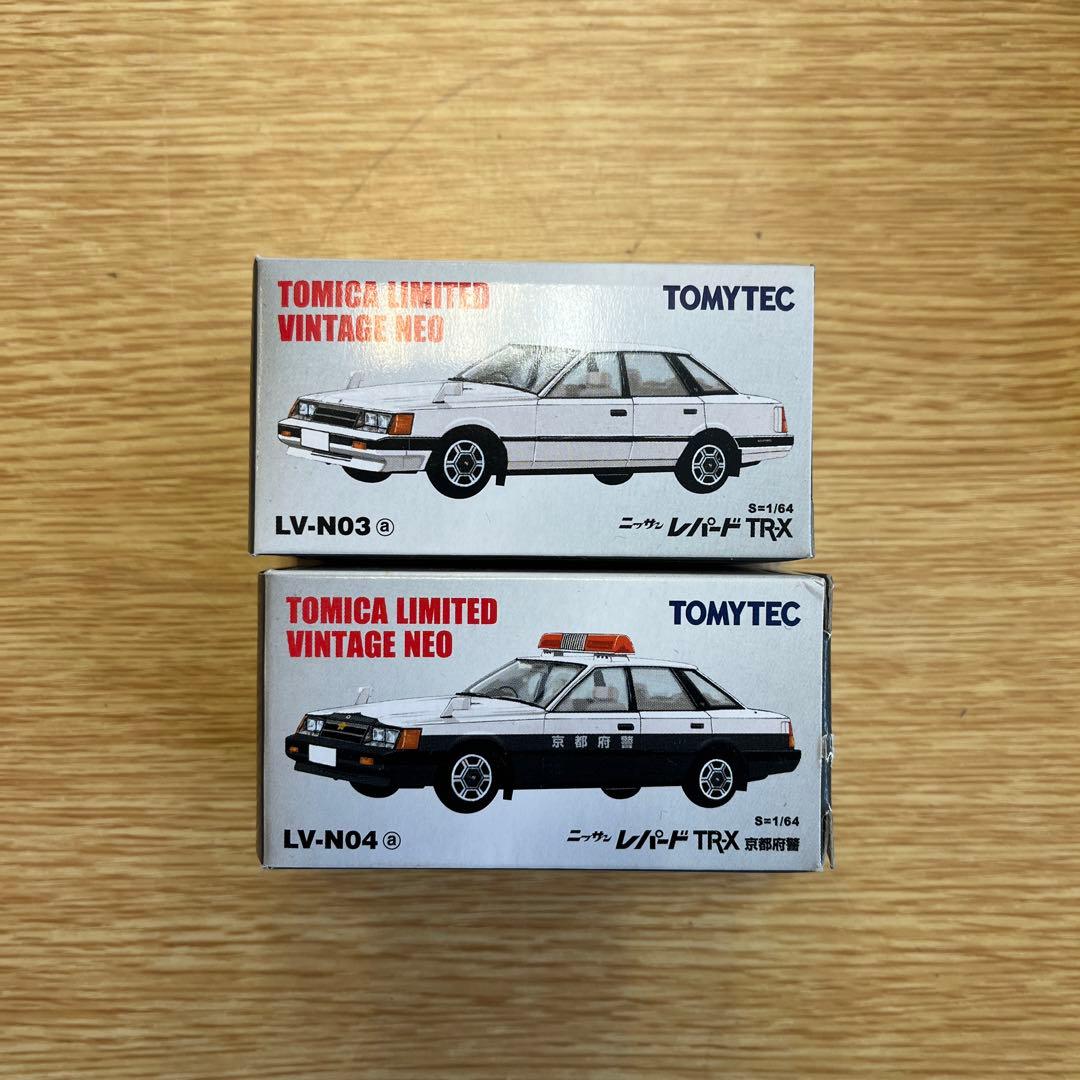 TOMICA LIMITED
VINTAGE NEO
TOMYTEC
S=1/64
LV-N03 ⓐ
ニッサン レパード TR-X
TOMICA LIMITED
VINTAGE NEO
TOMYTEC
京都府警
S=1/64
LV-N04 ⓐ
ニッサン レパード TR-X 京都府警